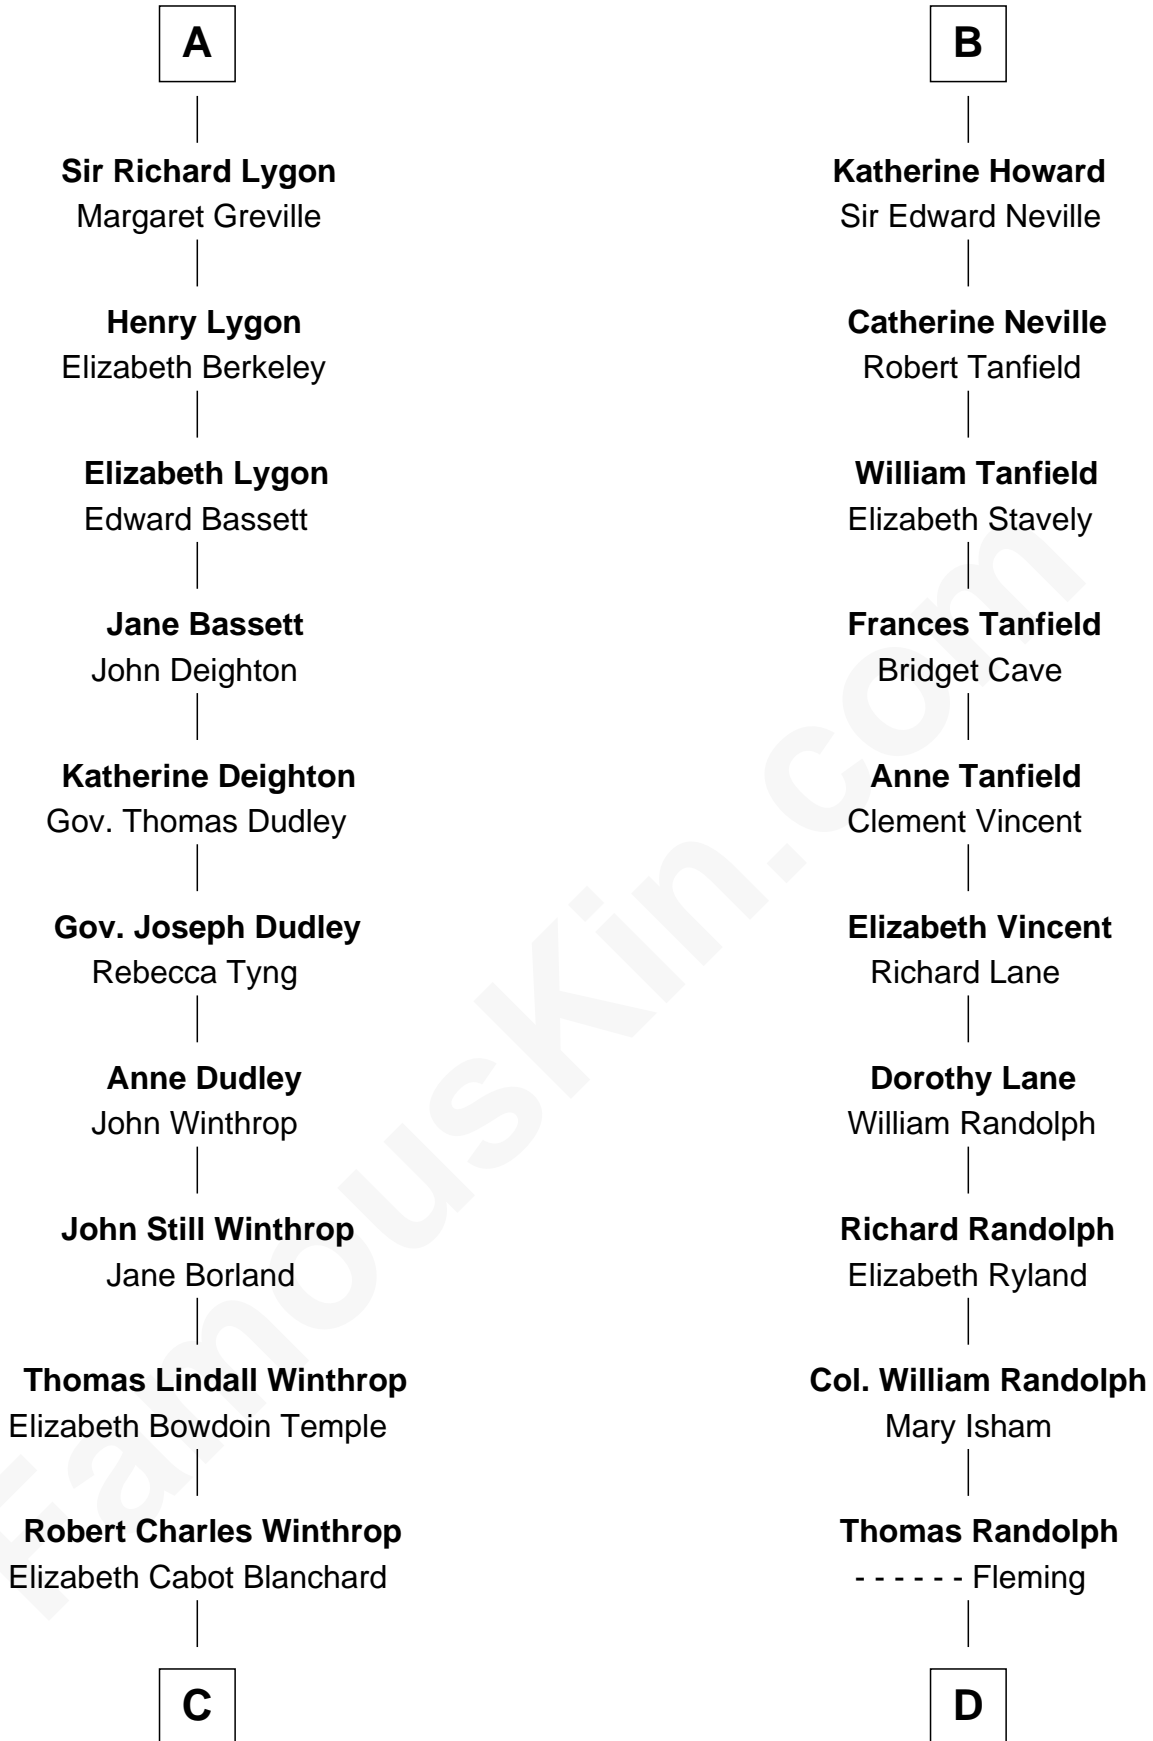 A
Sir Richard Lygon
Margaret Greville
Henry Lygon
Elizabeth Berkeley
Elizabeth Lygon
Edward Bassett
Jane Bassett
John Deighton
Katherine Deighton
Gov. Thomas Dudley
Gov. Joseph Dudley
Rebecca Tyng
Anne Dudley
John Winthrop
John Still Winthrop
Jane Borland
Thomas Lindall Winthrop
Elizabeth Bowdoin Temple
Robert Charles Winthrop
Elizabeth Cabot Blanchard
C
B
Katherine Howard
Sir Edward Neville
Catherine Neville
Robert Tanfield
William Tanfield
Elizabeth Stavely
Frances Tanfield
Bridget Cave
Anne Tanfield
Clement Vincent
Elizabeth Vincent
Richard Lane
Dorothy Lane
William Randolph
Richard Randolph
Elizabeth Ryland
Col. William Randolph
Mary Isham
Thomas Randolph
- - - - - - Fleming
D
FamousKin.com